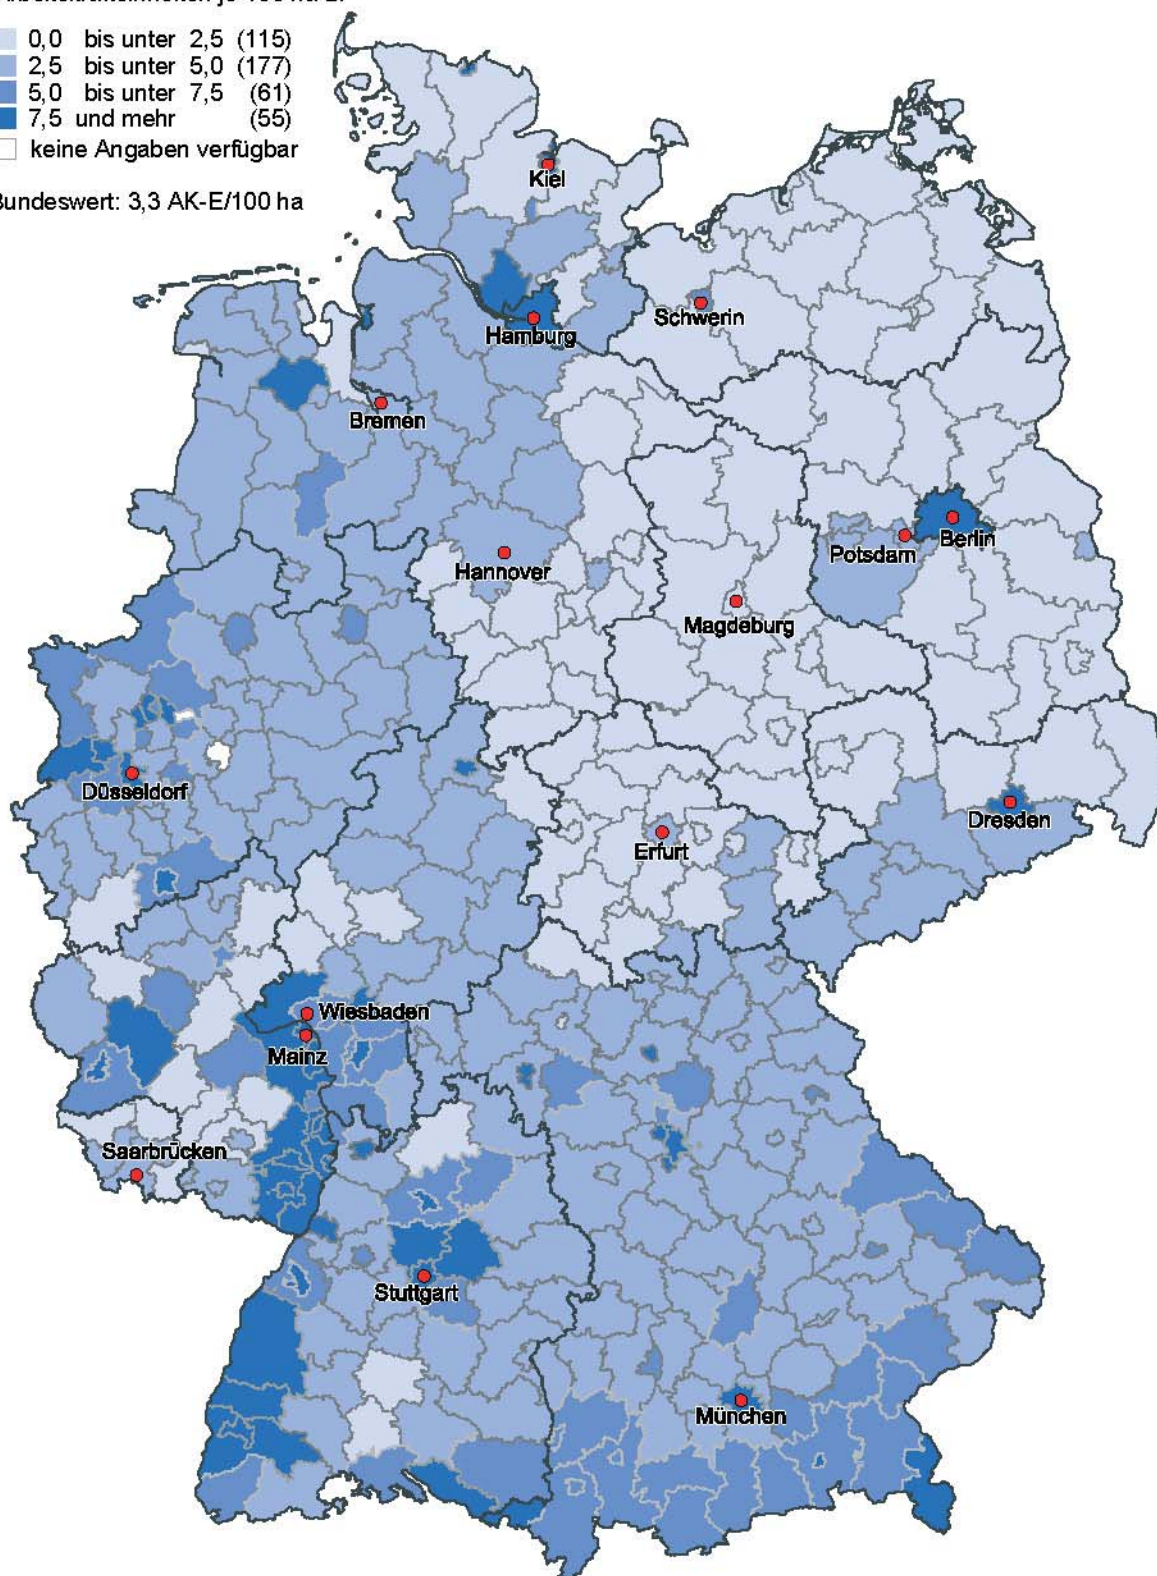 0,0 bis unter 2,5 (115)
2,5 bis unter 5,0 (177)
5,0 bis unter 7,5 (61)
7,5 und mehr (55)
keine Angaben verfügbar
Bundeswert: 3,3 AK-E/100 ha
Kiel
Schwerin
Hamburg
Bremen
Berlin
Potsdam
Hannover
Magdeburg
Düsseldorf
Dresden
Erfurt
Wiesbaden
Mainz
Saarbrücken
Stuttgart
München